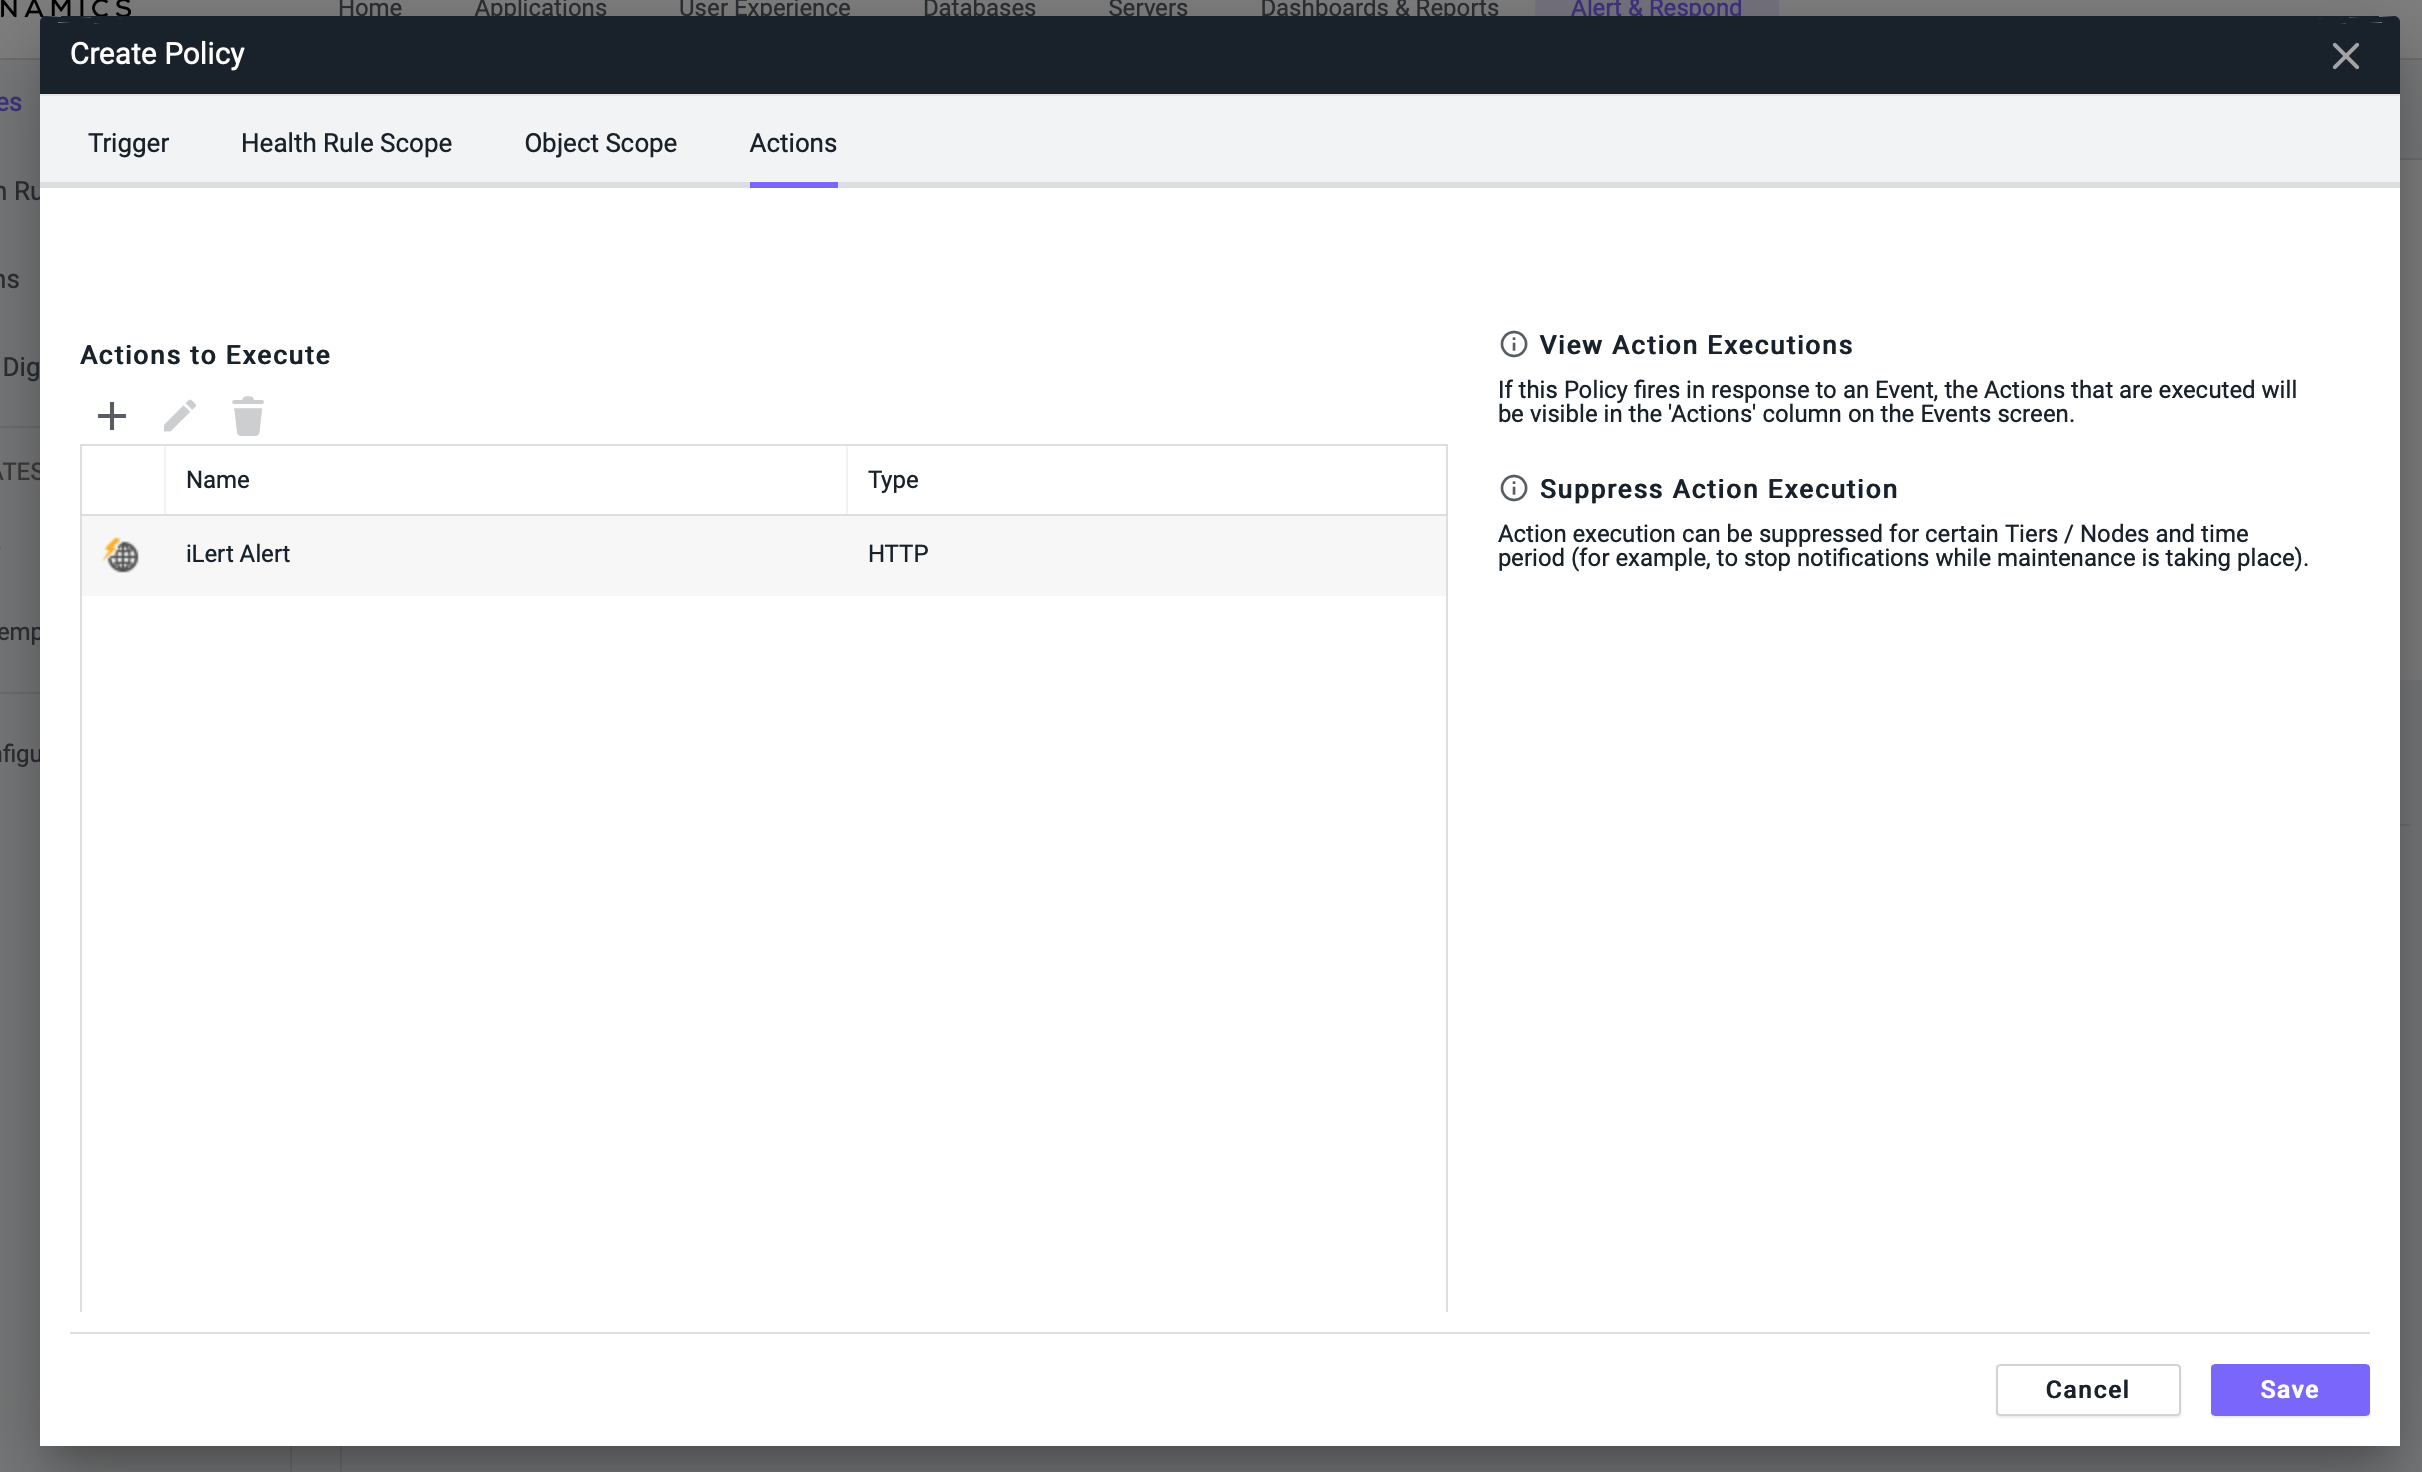 NAMICS Home Applications User Experience Databases Servers Dashboards & Reports Alert & Respond
Create Policy
es
Trigger Health Rule Scope Object Scope Actions
n Ru
ns
Dig
Actions to Execute
View Action Executions
If this Policy fires in response to an Event, the Actions that are executed will
be visible in the 'Actions' column on the Events screen.
ATES
Name Type
Suppress Action Execution
Action execution can be suppressed for certain Tiers / Nodes and time
period (for example, to stop notifications while maintenance is taking place).
iLert Alert HTTP
emp
nfigu
Cancel Save